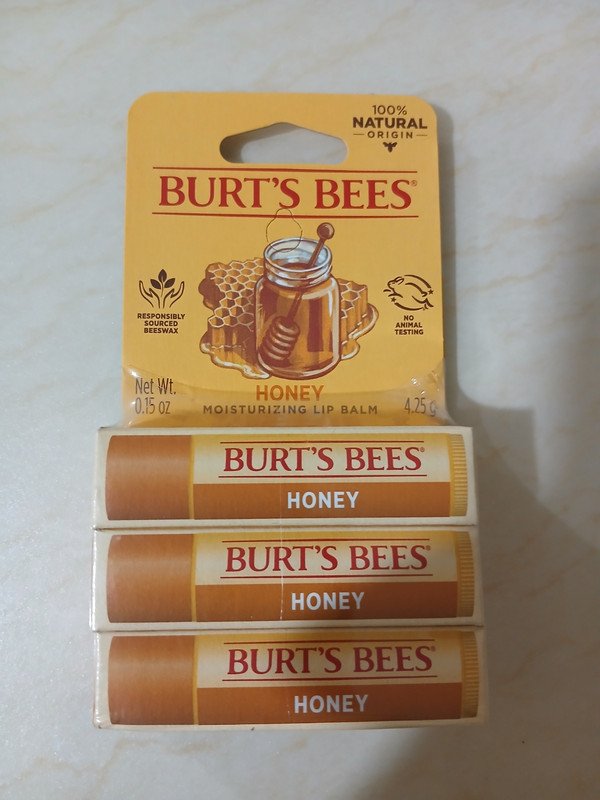 100%
NATURAL
ORIGIN
BURT'S BEES®
RESPONSIBLY
SOURCED
BEESWAX
NO
ANIMAL
TESTING
Net Wt.
0.15 oz
HONEY
MOISTURIZING LIP BALM
4.25 g
BURT'S BEES®
HONEY
BURT'S BEES®
HONEY
BURT'S BEES®
HONEY